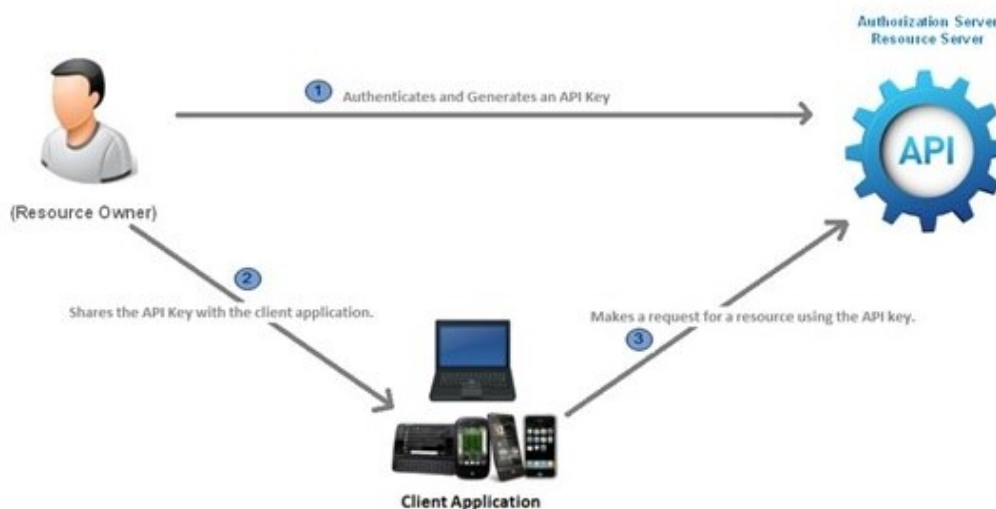 Authorization Server
Resource Server
1 Authenticates and Generates an API Key
API
(Resource Owner)
2
Shares the API Key with the client application.
Makes a request for a resource using the API key.
3
Client Application